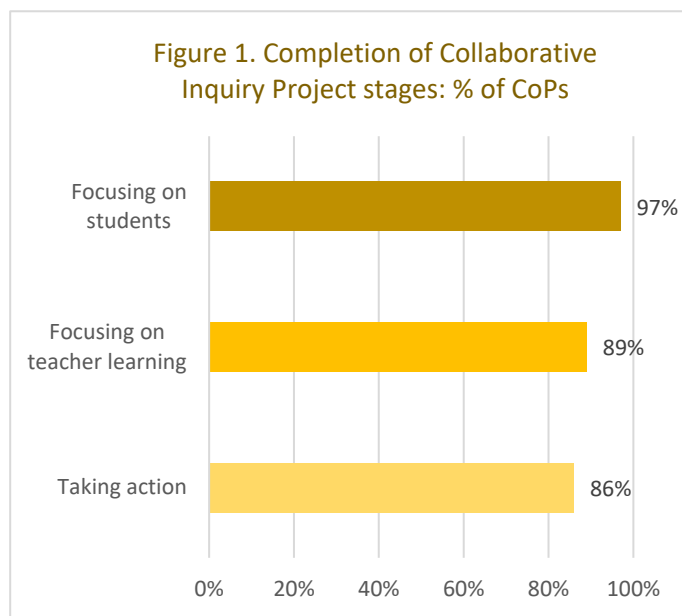 Figure 1. Completion of Collaborative
Inquiry Project stages: % of CoPs
Focusing on
students
97%
Focusing on
teacher learning
89%
Taking action
86%
0%
20%
40%
60%
80%
100%